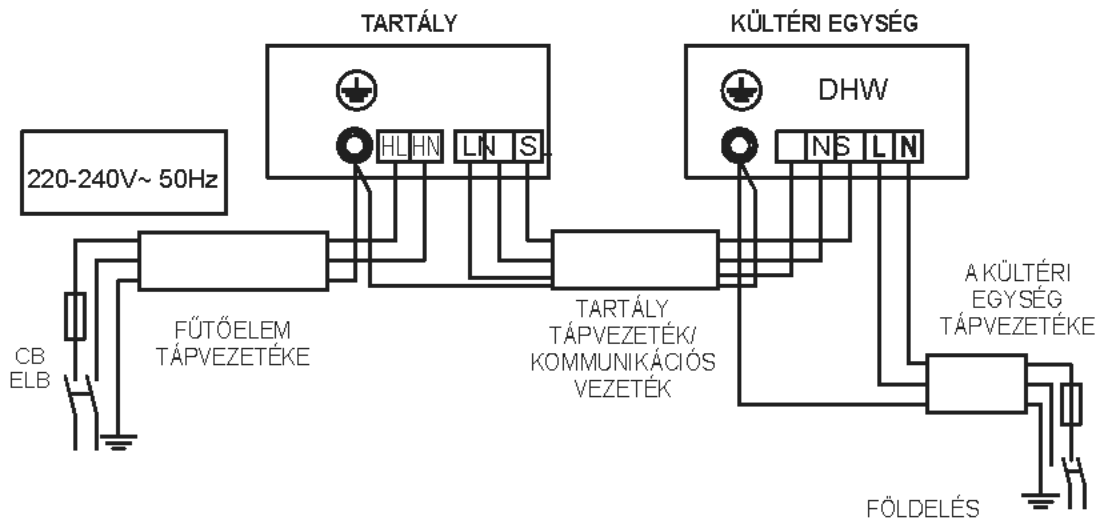 TARTÁLY
KÜLTÉRI EGYSÉG
DHW
HL HN LN S L
N S L N
220-240V~ 50Hz
A KÜLTÉRI
EGYSÉG
TÁPVEZETÉKE
FŰTŐELEM
TÁPVEZETÉKE
TARTÁLY
TÁPVEZETÉK/
KOMMUNIKÁCIÓS
VEZETÉK
CB
ELB
FÖLDELÉS